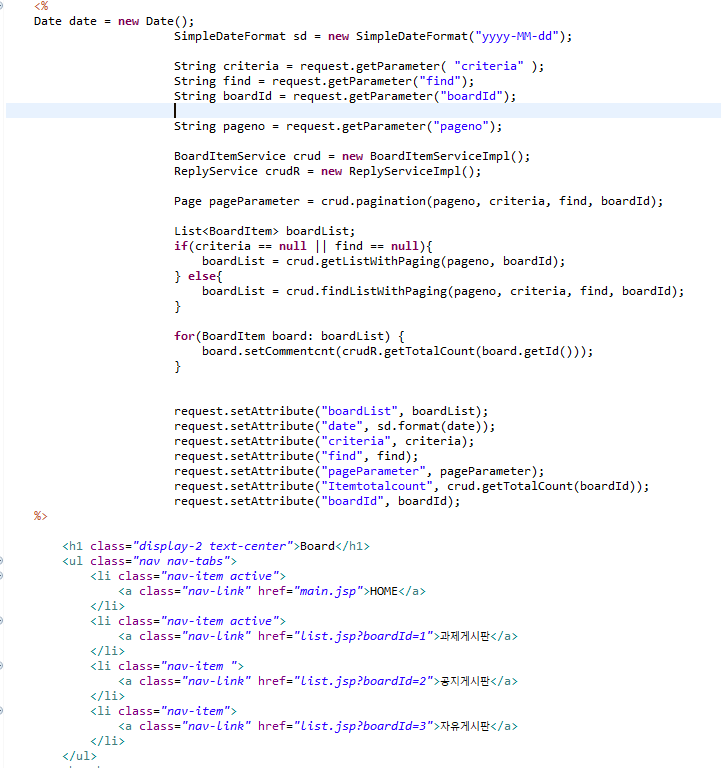 <%
Date date = new Date();
SimpleDateFormat sd = new SimpleDateFormat("yyyy-MM-dd");
String criteria = request.getParameter( "criteria" );
String find = request.getParameter("find");
String boardId = request.getParameter("boardId");
String pageno = request.getParameter("pageno");
BoardItemService crud = new BoardItemServiceImpl();
ReplyService crudR = new ReplyServiceImpl();
Page pageParameter = crud.pagination(pageno, criteria, find, boardId);
List<BoardItem> boardList;
if(criteria == null || find == null){
boardList = crud.getListWithPaging(pageno, boardId);
} else{
boardList = crud.findListWithPaging(pageno, criteria, find, boardId);
}
for(BoardItem board: boardList) {
board.setCommentcnt(crudR.getTotalCount(board.getId()));
}
request.setAttribute("boardList", boardList);
request.setAttribute("date", sd.format(date));
request.setAttribute("criteria", criteria);
request.setAttribute("find", find);
request.setAttribute("pageParameter", pageParameter);
request.setAttribute("Itemtotalcount", crud.getTotalCount(boardId));
request.setAttribute("boardId", boardId);
%>
<h1 class="display-2 text-center">Board</h1>
<ul class="nav nav-tabs">
<li class="nav-item active">
<a class="nav-link" href="main.jsp">HOME</a>
</li>
<li class="nav-item active">
<a class="nav-link" href="list.jsp?boardId=1">과제게시판</a>
</li>
<li class="nav-item ">
<a class="nav-link" href="list.jsp?boardId=2">공지게시판</a>
</li>
<li class="nav-item">
<a class="nav-link" href="list.jsp?boardId=3">자유게시판</a>
</li>
</ul>